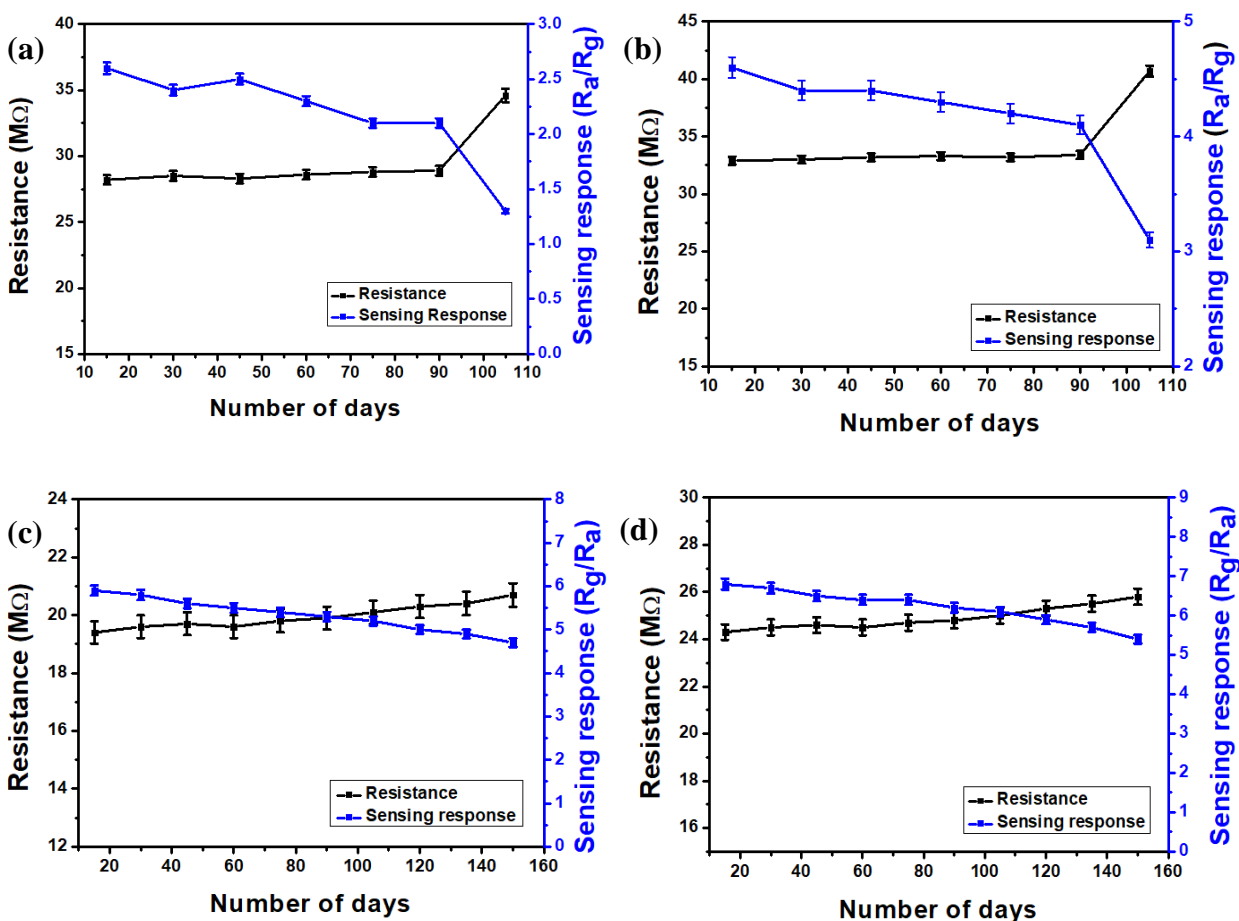 (a)
40
35
30
25
20
15
10 20 30 40 50 60 70 80 90 100 110
3.0
2.5
2.0
1.5
1.0
0.5
0.0
Resistance (MΩ)
Sensing response (Ra/Rg)
Resistance
Sensing Response
Number of days
(b)
45
40
35
30
25
20
15
10 20 30 40 50 60 70 80 90 100 110
5
4
3
2
Resistance (MΩ)
Sensing response (Ra/Rg)
Resistance
Sensing response
Number of days
(c)
24
22
20
18
16
14
12
20 40 60 80 100 120 140 160
8
7
6
5
4
3
2
1
0
Resistance (MΩ)
Sensing response (Rg/Ra)
Resistance
Sensing response
Number of days
(d)
30
28
26
24
22
20
18
16
20 40 60 80 100 120 140 160
9
8
7
6
5
4
3
2
1
0
Resistance (MΩ)
Sensing response (Rg/Ra)
Resistance
Sensing response
Number of days